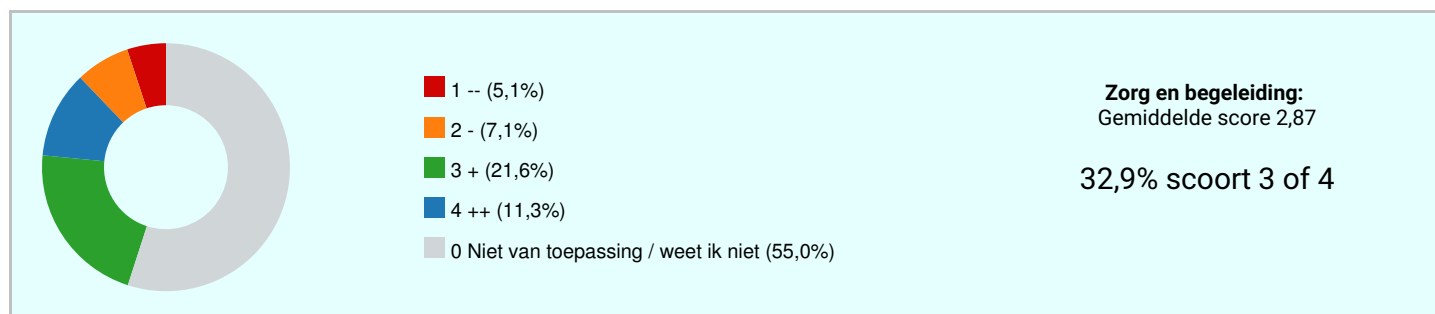 1 -- (5,1%)
2 - (7,1%)
3 + (21,6%)
4 ++ (11,3%)
0 Niet van toepassing / weet ik niet (55,0%)
Zorg en begeleiding:
Gemiddelde score 2,87
32,9% scoort 3 of 4